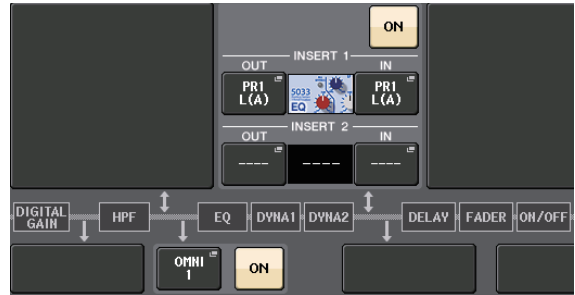 ON
INSERT 1
OUT IN
PR1 L(A)
5033 EQ
PR1 L(A)
INSERT 2
OUT IN
---- ---- ----
DIGITAL GAIN HPF EQ DYNA1 DYNA2 DELAY FADER ON/OFF
OMNI 1
ON